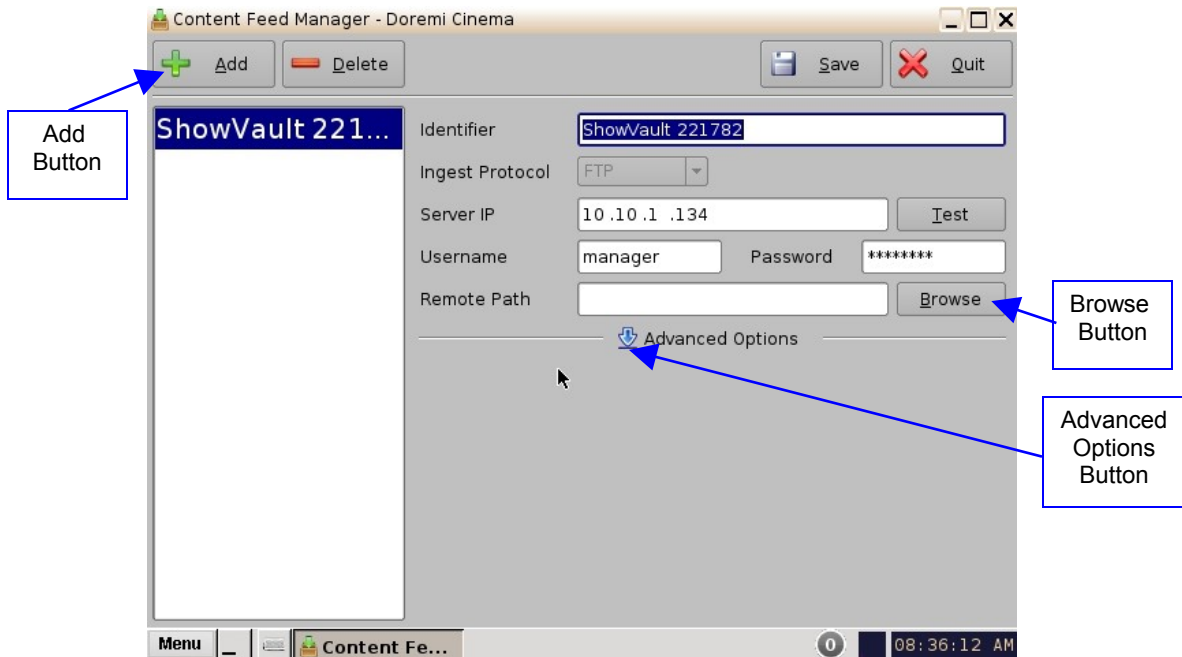 Content Feed Manager - Doremi Cinema
Add
Delete
Save
Quit
Add
Button
ShowVault 221...
Identifier
ShowVault 221782
Ingest Protocol
FTP
Server IP
10 .10 .1 .134
Test
Username
manager
Password
********
Remote Path
Browse
Browse
Button
Advanced Options
Advanced
Options
Button
Menu
Content Fe...
0
08:36:12 AM